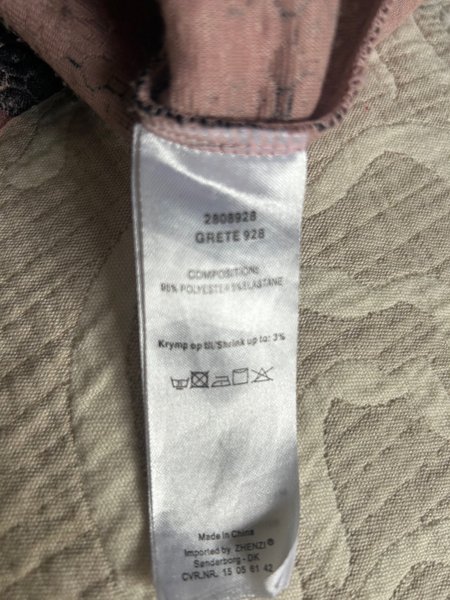 2808928
GRETE 928
COMPOSITIONS
95% POLYESTER 5% ELASTANE
Krymp op til/Shrink up to: 3%
Made in China
Imported by ZHENZI®
Sønderborg - DK
CVR.NR. 15 05 61 42